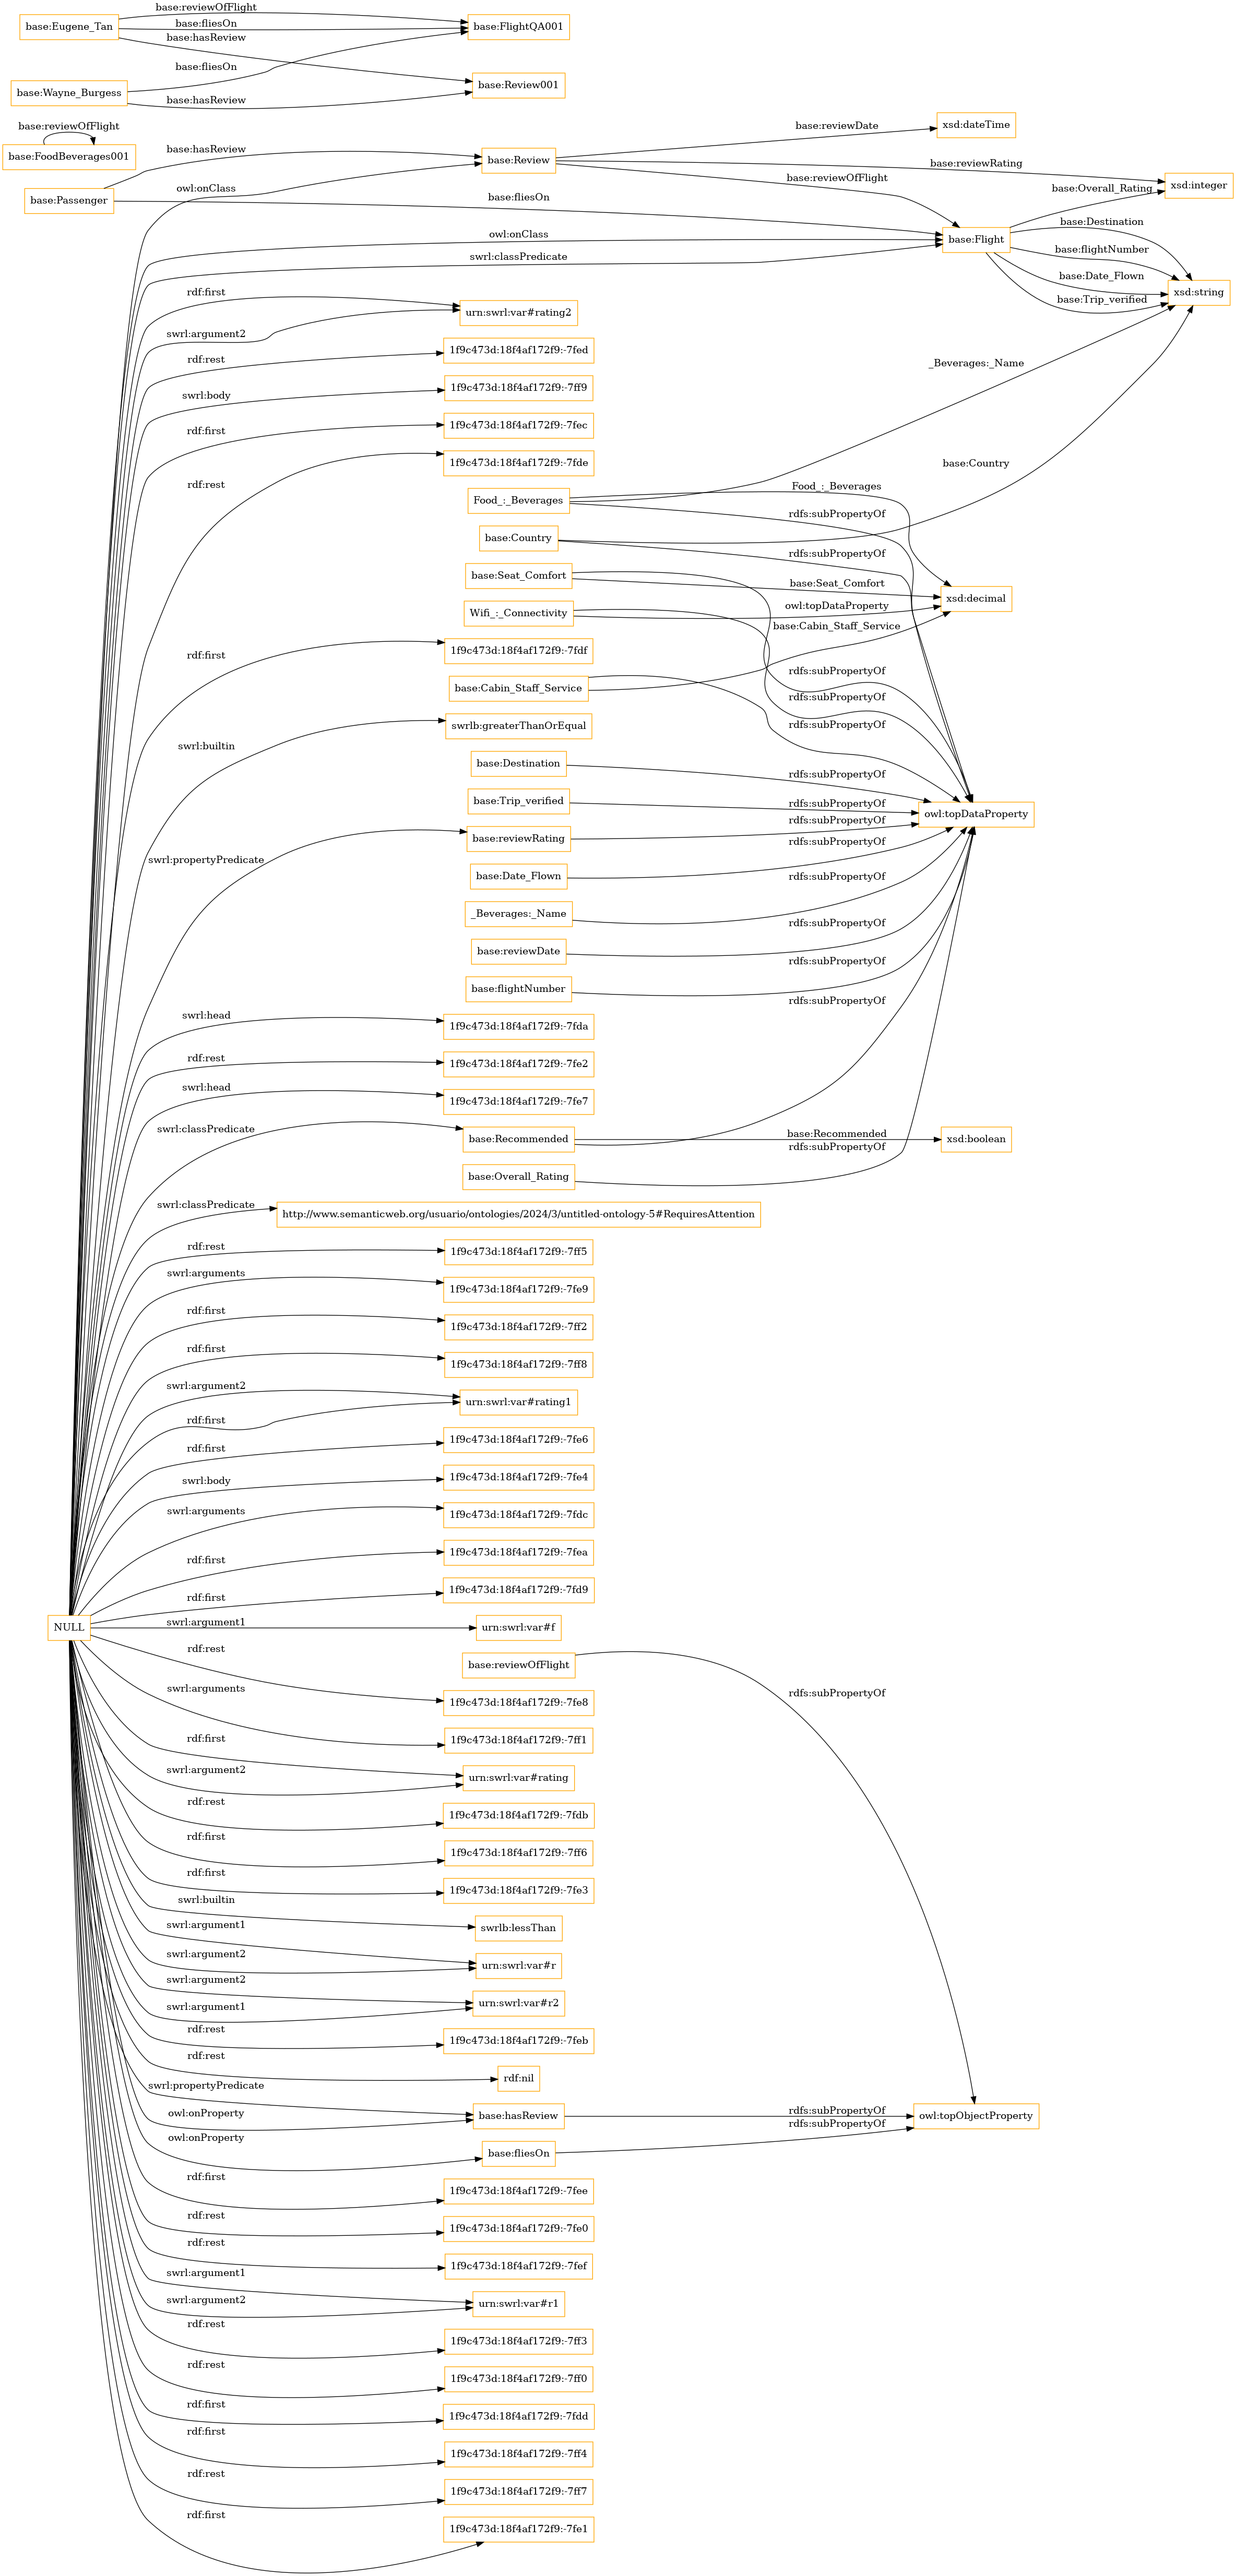 base:reviewOfFlight
base:Eugene_Tan
base:fliesOn
base:FlightQA001
base:hasReview
base:fliesOn
base:Review001
base:Wayne_Burgess
base:hasReview
base:reviewOfFlight
base:FoodBeverages001
base:hasReview
base:Review
base:reviewDate
xsd:dateTime
base:reviewRating
xsd:integer
base:reviewOfFlight
base:Overall_Rating
owl:onClass
base:Passenger
base:fliesOn
base:Destination
owl:onClass
base:Flight
base:flightNumber
swrl:classPredicate
base:Date_Flown
xsd:string
base:Trip_verified
rdf:first
urn:swrl:var#rating2
swrl:argument2
rdf:rest
1f9c473d:18f4af172f9:-7fed
_Beverages:_Name
swrl:body
1f9c473d:18f4af172f9:-7ff9
rdf:first
1f9c473d:18f4af172f9:-7fec
base:Country
rdf:rest
1f9c473d:18f4af172f9:-7fde
Food_:_Beverages
Food_:_Beverages
rdfs:subPropertyOf
base:Country
rdfs:subPropertyOf
base:Seat_Comfort
base:Seat_Comfort
xsd:decimal
Wifi_:_Connectivity
owl:topDataProperty
base:Cabin_Staff_Service
rdf:first
1f9c473d:18f4af172f9:-7fdf
rdfs:subPropertyOf
base:Cabin_Staff_Service
rdfs:subPropertyOf
swrl:builtin
swrlb:greaterThanOrEqual
rdfs:subPropertyOf
base:Destination
rdfs:subPropertyOf
base:Trip_verified
rdfs:subPropertyOf
owl:topDataProperty
swrl:propertyPredicate
base:reviewRating
rdfs:subPropertyOf
base:Date_Flown
rdfs:subPropertyOf
_Beverages:_Name
rdfs:subPropertyOf
base:reviewDate
rdfs:subPropertyOf
base:flightNumber
rdfs:subPropertyOf
rdfs:subPropertyOf
swrl:head
1f9c473d:18f4af172f9:-7fda
rdf:rest
1f9c473d:18f4af172f9:-7fe2
swrl:head
1f9c473d:18f4af172f9:-7fe7
swrl:classPredicate
base:Recommended
base:Recommended
xsd:boolean
rdfs:subPropertyOf
base:Overall_Rating
swrl:classPredicate
http://www.semanticweb.org/usuario/ontologies/2024/3/untitled-ontology-5#RequiresAttention
rdf:rest
1f9c473d:18f4af172f9:-7ff5
swrl:arguments
1f9c473d:18f4af172f9:-7fe9
rdf:first
1f9c473d:18f4af172f9:-7ff2
rdf:first
1f9c473d:18f4af172f9:-7ff8
swrl:argument2
urn:swrl:var#rating1
rdf:first
rdf:first
1f9c473d:18f4af172f9:-7fe6
swrl:body
1f9c473d:18f4af172f9:-7fe4
swrl:arguments
1f9c473d:18f4af172f9:-7fdc
rdf:first
1f9c473d:18f4af172f9:-7fea
rdf:first
1f9c473d:18f4af172f9:-7fd9
NULL
swrl:argument1
urn:swrl:var#f
rdf:rest
base:reviewOfFlight
rdfs:subPropertyOf
swrl:arguments
1f9c473d:18f4af172f9:-7fe8
rdf:first
1f9c473d:18f4af172f9:-7ff1
swrl:argument2
urn:swrl:var#rating
rdf:rest
1f9c473d:18f4af172f9:-7fdb
rdf:first
1f9c473d:18f4af172f9:-7ff6
rdf:first
1f9c473d:18f4af172f9:-7fe3
swrl:builtin
swrlb:lessThan
swrl:argument1
swrl:argument2
urn:swrl:var#r
swrl:argument2
urn:swrl:var#r2
swrl:argument1
rdf:rest
1f9c473d:18f4af172f9:-7feb
rdf:rest
rdf:nil
swrl:propertyPredicate
base:hasReview
rdfs:subPropertyOf
owl:topObjectProperty
owl:onProperty
rdfs:subPropertyOf
owl:onProperty
base:fliesOn
rdf:first
1f9c473d:18f4af172f9:-7fee
rdf:rest
1f9c473d:18f4af172f9:-7fe0
rdf:rest
1f9c473d:18f4af172f9:-7fef
swrl:argument1
swrl:argument2
urn:swrl:var#r1
rdf:rest
1f9c473d:18f4af172f9:-7ff3
rdf:rest
1f9c473d:18f4af172f9:-7ff0
rdf:first
1f9c473d:18f4af172f9:-7fdd
rdf:first
1f9c473d:18f4af172f9:-7ff4
rdf:rest
1f9c473d:18f4af172f9:-7ff7
rdf:first
1f9c473d:18f4af172f9:-7fe1